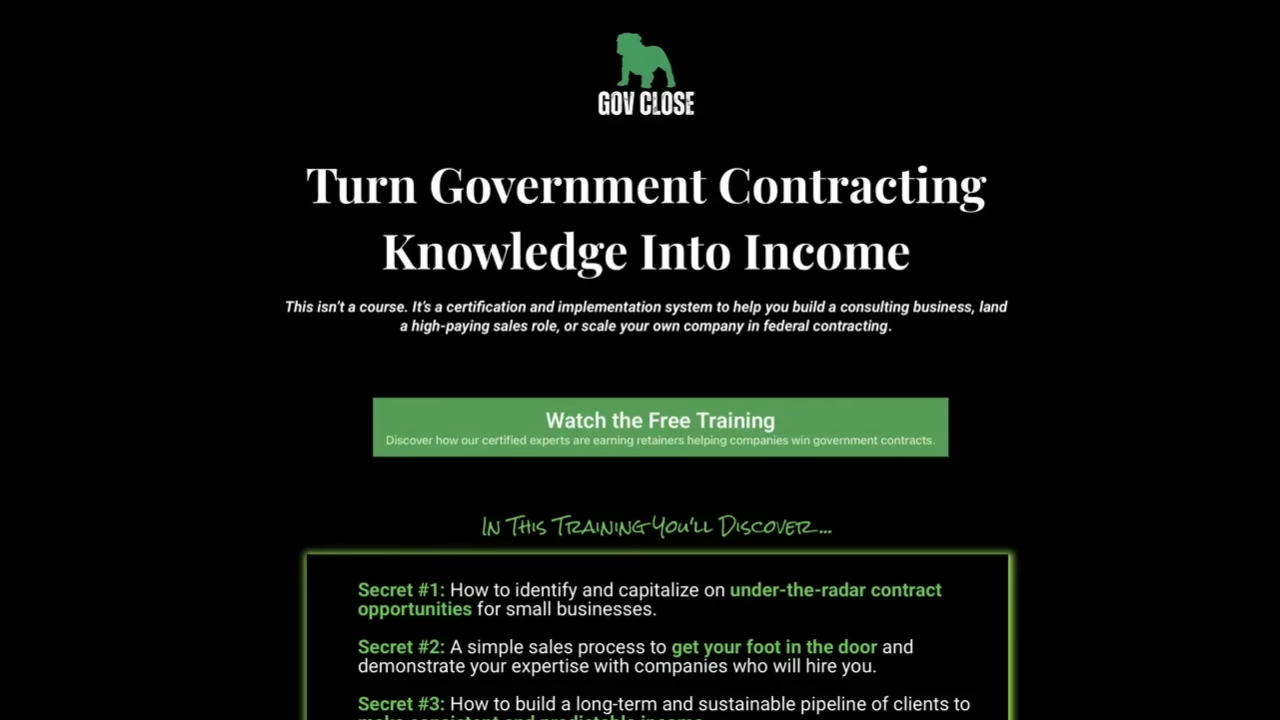 GOV CLOSE
Turn Government Contracting
Knowledge Into Income
This isn't a course. It's a certification and implementation system to help you build a consulting business, land
a high-paying sales role, or scale your own company in federal contracting.
Watch the Free Training
Discover how our certified experts are earning retainers helping companies win government contracts.
In This Training You'll Discover...
Secret #1: How to identify and capitalize on under-the-radar contract
opportunities for small businesses.
Secret #2: A simple sales process to get your foot in the door and
demonstrate your expertise with companies who will hire you.
Secret #3: How to build a long-term and sustainable pipeline of clients to
make consistent and predictable income.